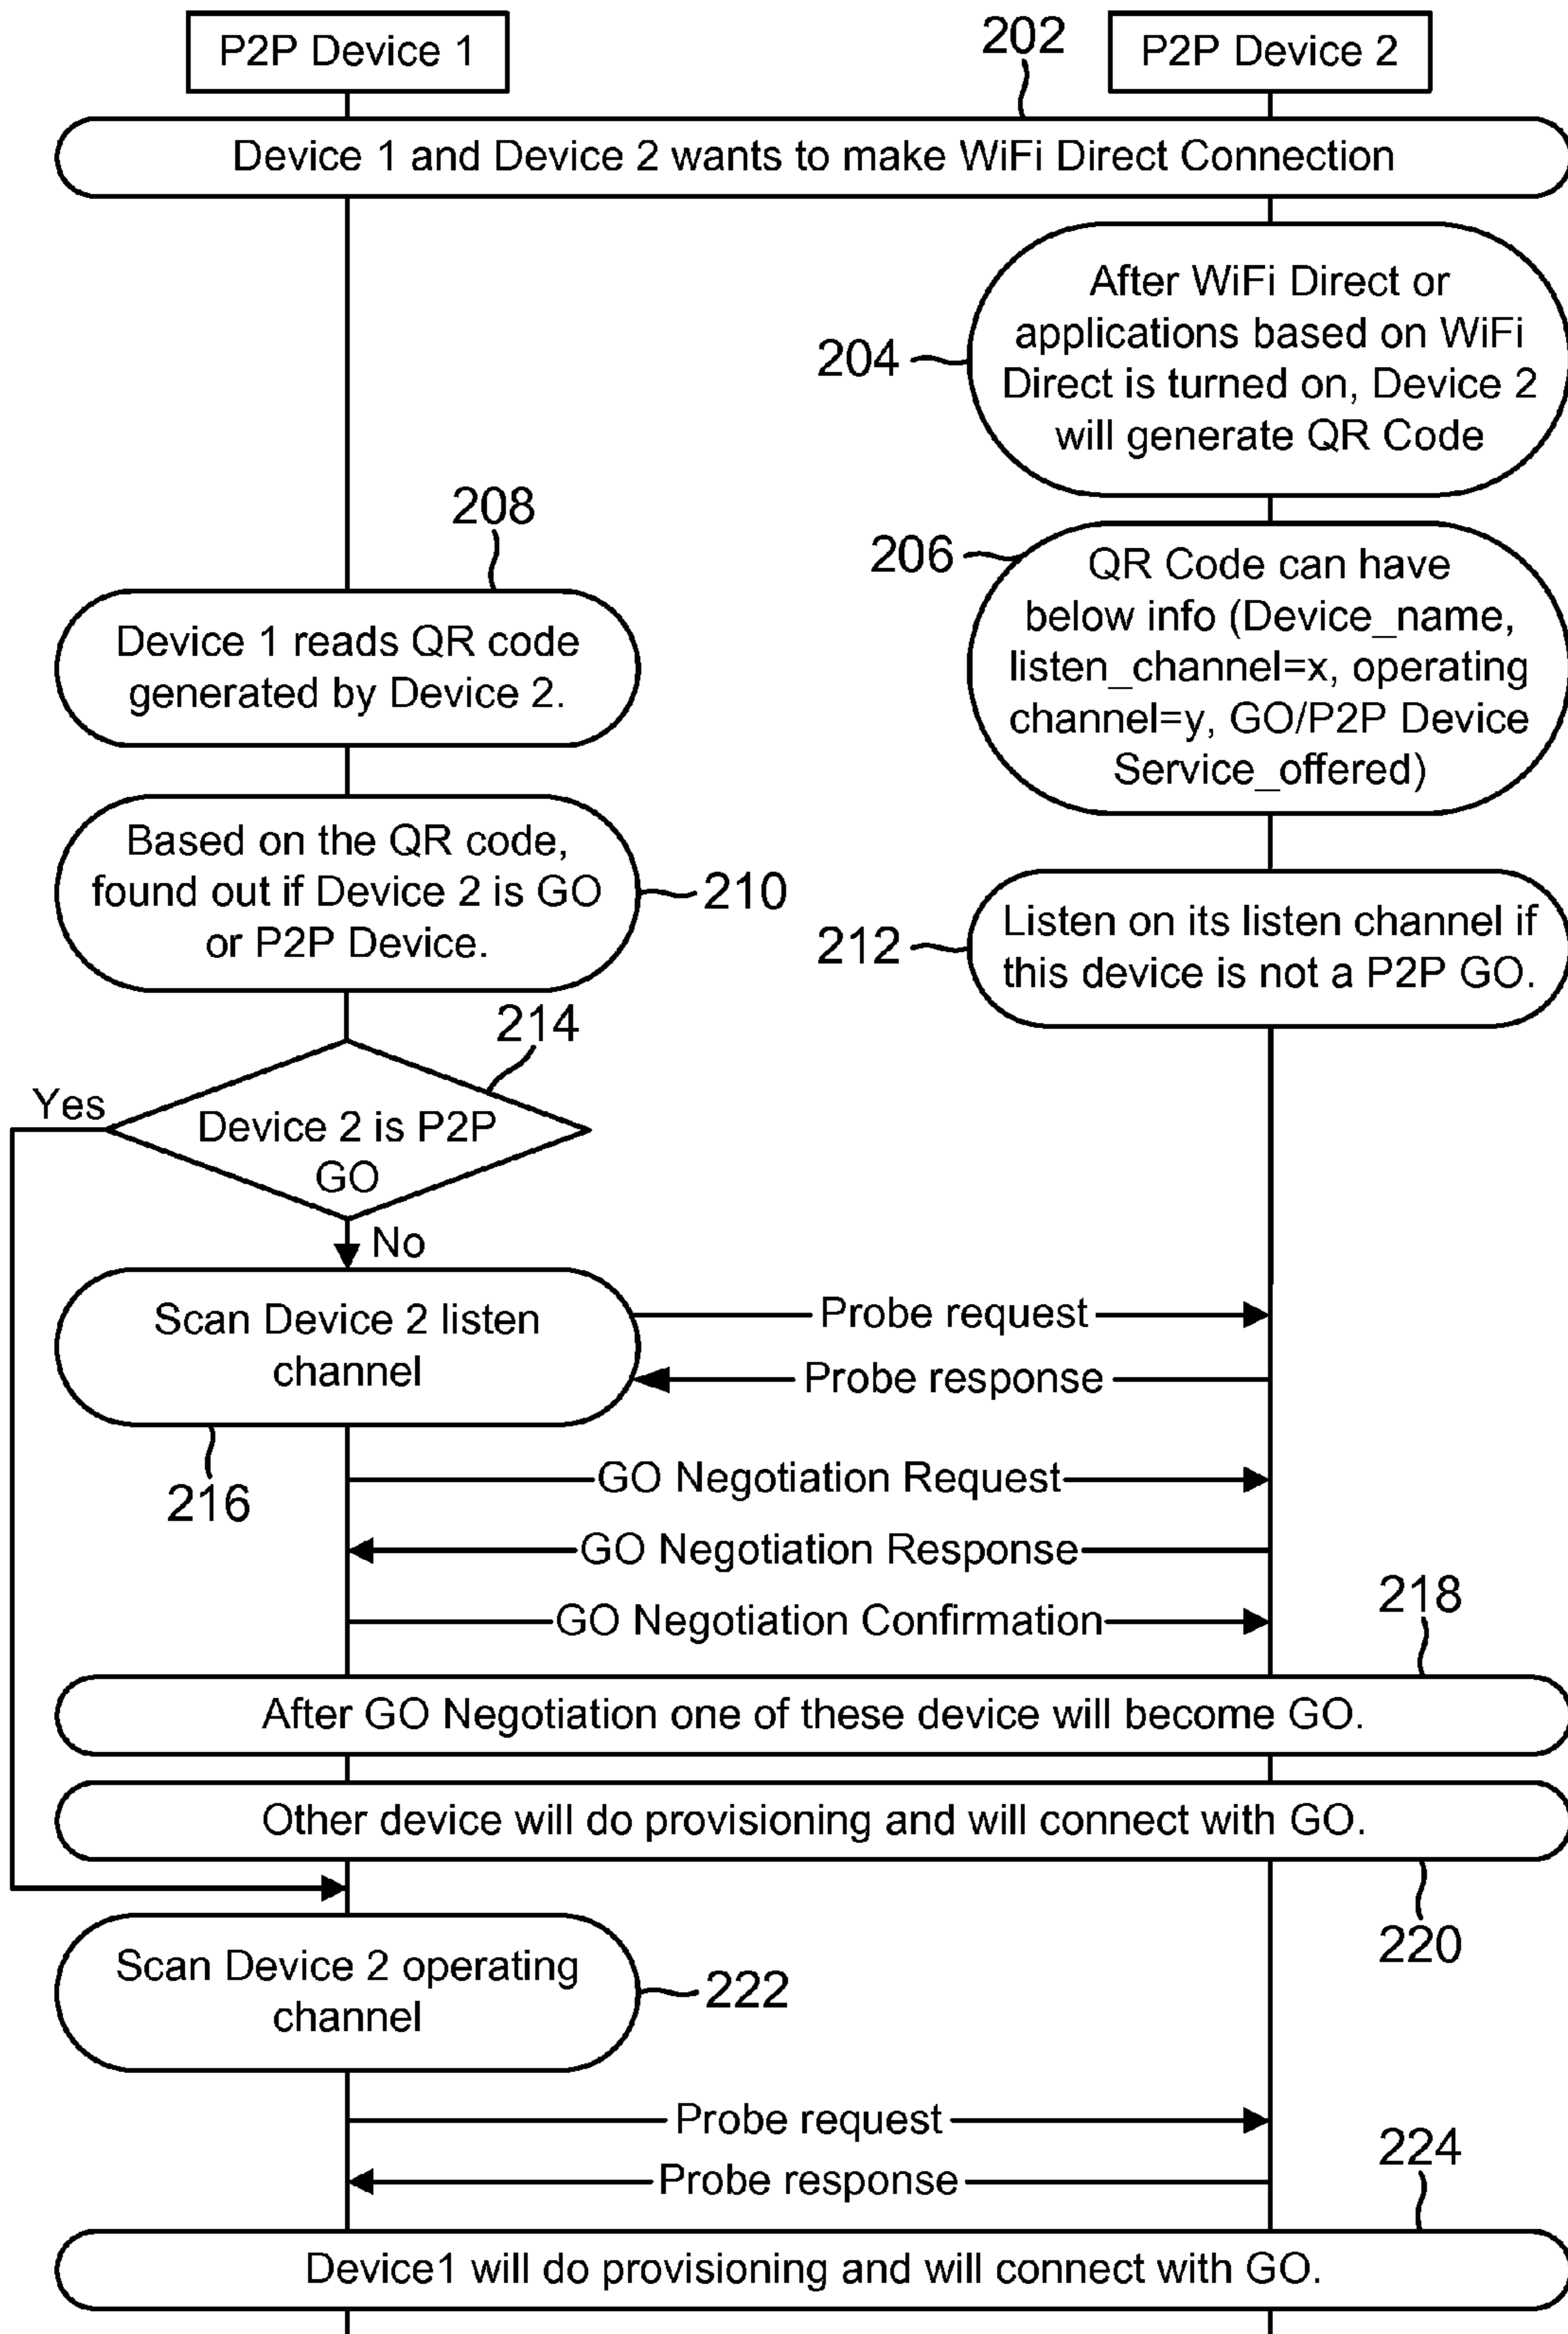 P2P Device 1
202
P2P Device 2
Device 1 and Device 2 wants to make WiFi Direct Connection
204
After WiFi Direct or
applications based on WiFi
Direct is turned on, Device 2
will generate QR Code
208
206
QR Code can have
below info (Device_name,
listen_channel=x, operating
channel=y, GO/P2P Device
Service_offered)
Device 1 reads QR code
generated by Device 2.
Based on the QR code,
found out if Device 2 is GO
or P2P Device.
210
212
Listen on its listen channel if
this device is not a P2P GO.
214
Yes
Device 2 is P2P
GO
No
Scan Device 2 listen
channel
Probe request
Probe response
216
GO Negotiation Request
GO Negotiation Response
GO Negotiation Confirmation
218
After GO Negotiation one of these device will become GO.
Other device will do provisioning and will connect with GO.
220
Scan Device 2 operating
channel
222
Probe request
Probe response
224
Device1 will do provisioning and will connect with GO.